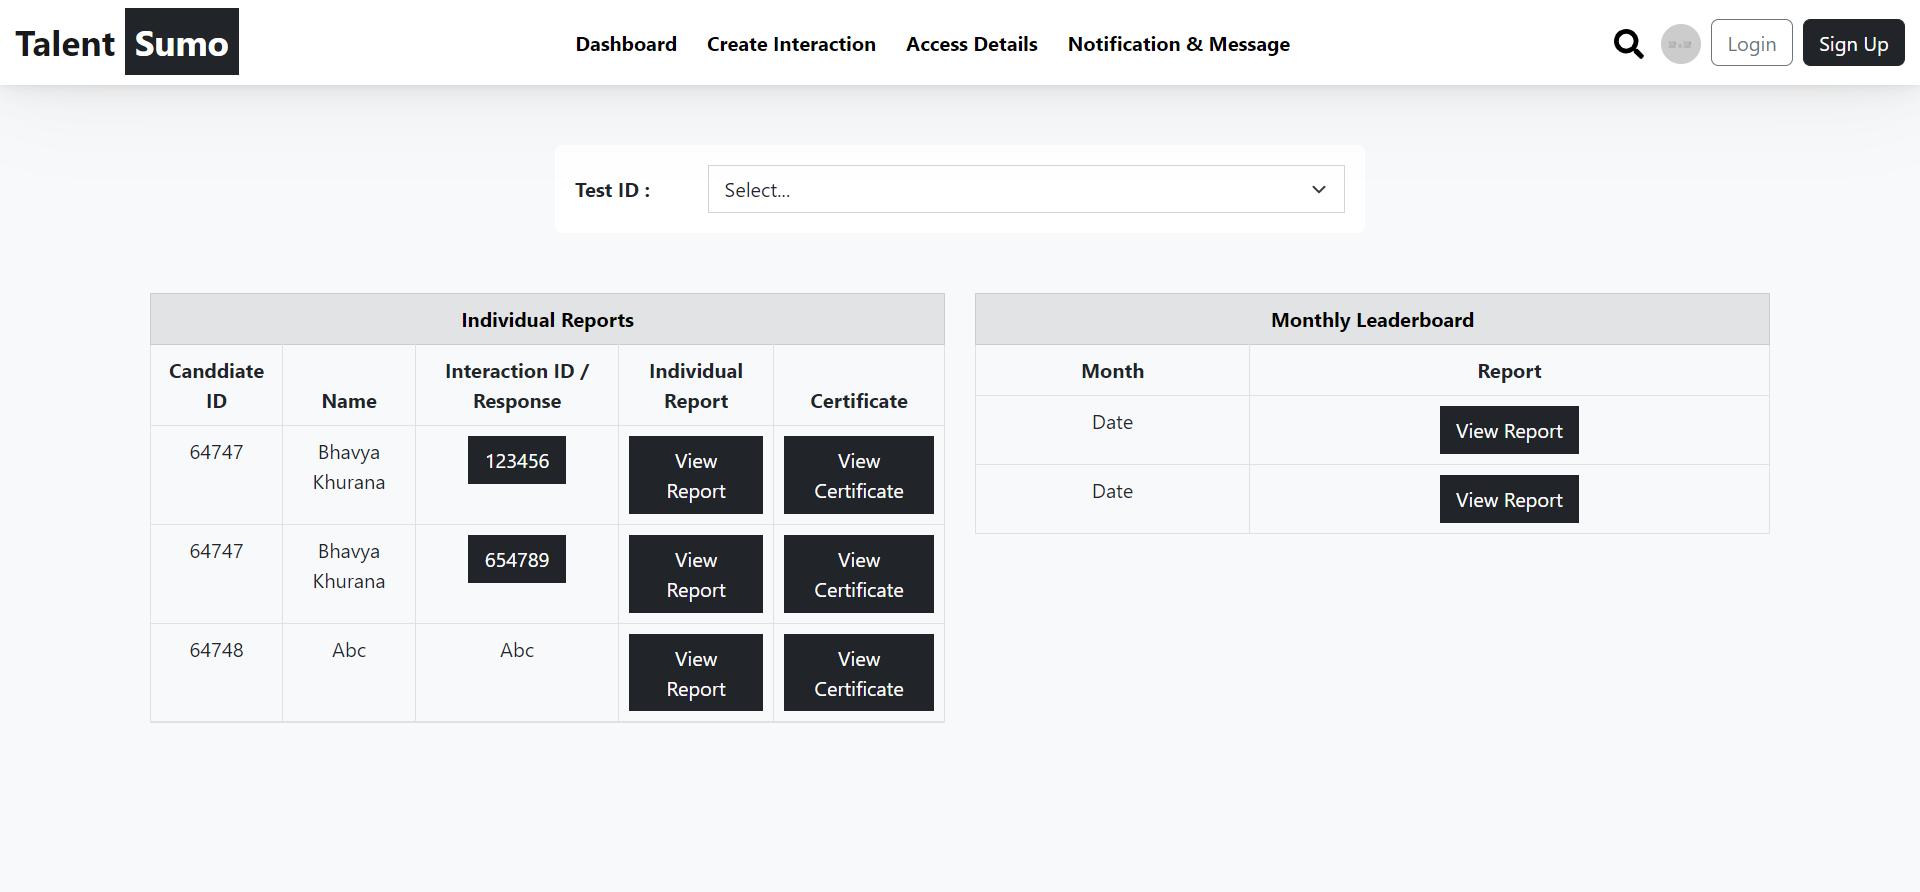 Talent Sumo
Dashboard Create Interaction Access Details Notification & Message
Login Sign Up
Test ID : Select...
Individual Reports
Canddiate ID Name Interaction ID / Response Individual Report Certificate
64747 Bhavya Khurana 123456 View Report View Certificate
64747 Bhavya Khurana 654789 View Report View Certificate
64748 Abc Abc View Report View Certificate
Monthly Leaderboard
Month Report
Date View Report
Date View Report